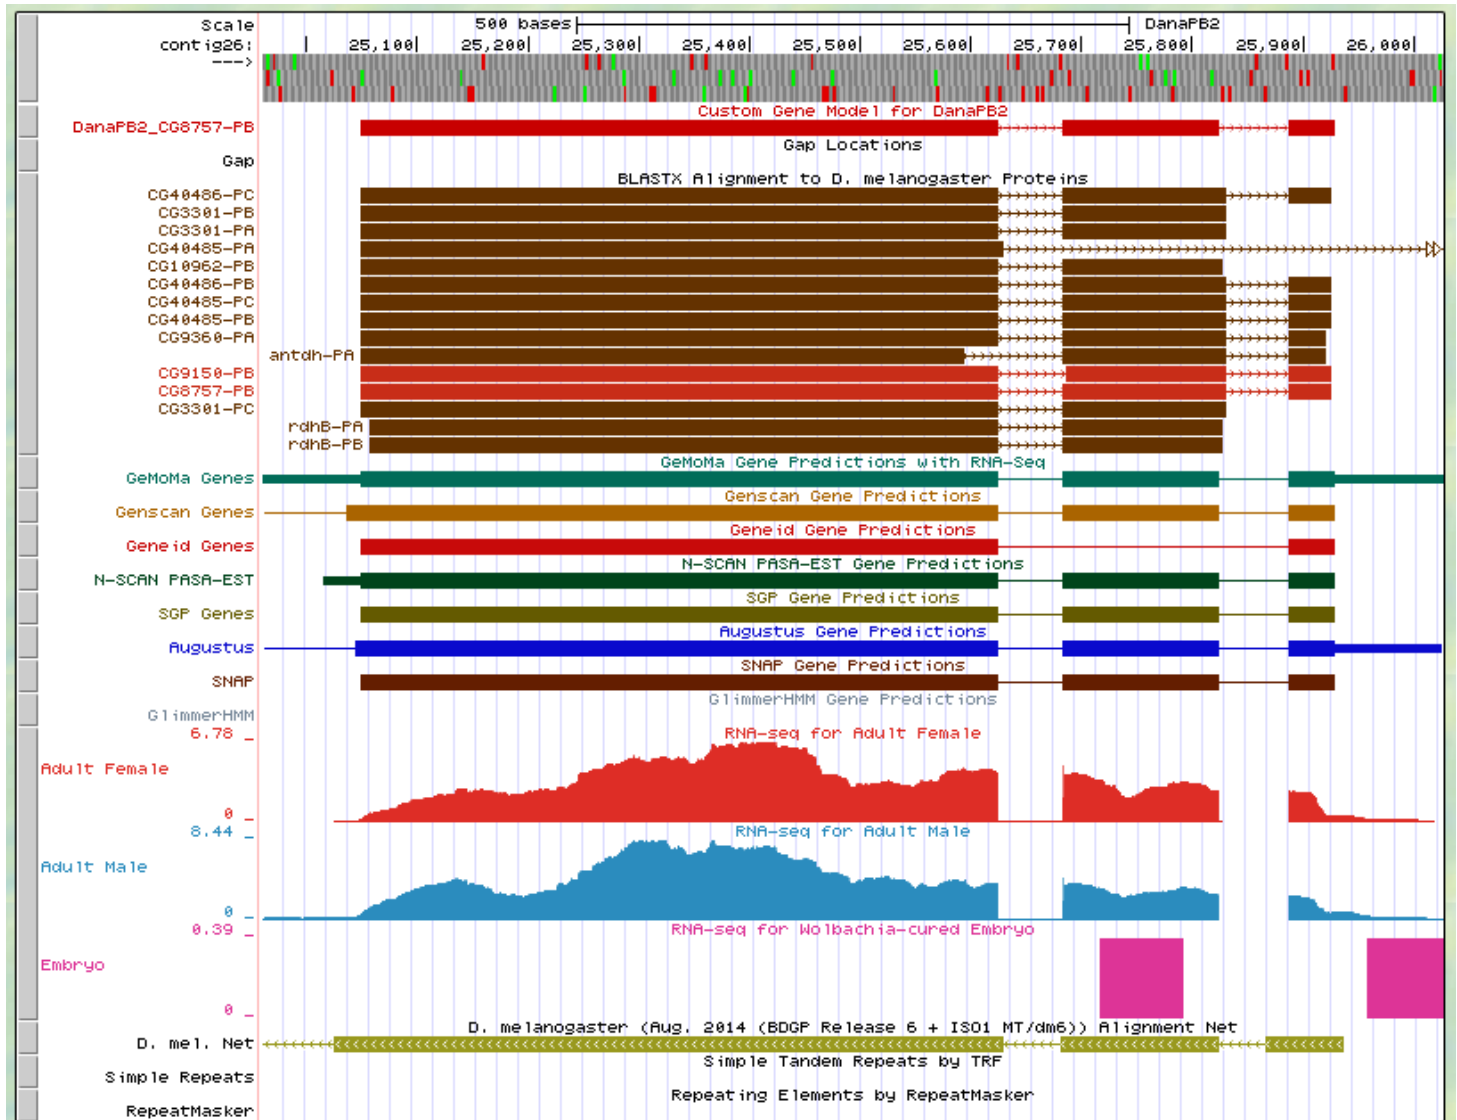 Scale 500 bases DanaPB2
contig26: 25,100 25,200 25,300 25,400 25,500 25,600 25,700 25,800 25,900 26,000
--->
Custom Gene Model for DanaPB2
DanaPB2_CG8757-PB
Gap Locations
Gap
BLASTX Alignment to D. melanogaster Proteins
CG40486-PC
CG3301-PB
CG3301-PA
CG40485-PA
CG10962-PB
CG40486-PB
CG40485-PC
CG40485-PB
CG9360-PA
antdh-PA
CG9150-PB
CG8757-PB
CG3301-PC
rdhB-PA
rdhB-PB
GeMoMa Gene Predictions with RNA-Seq
GeMoMa Genes
Genscan Gene Predictions
Genscan Genes
Geneid Gene Predictions
Geneid Genes
N-SCAN PASA-EST Gene Predictions
N-SCAN PASA-EST
SGP Gene Predictions
SGP Genes
Augustus Gene Predictions
Augustus
SNAP Gene Predictions
SNAP
GlimmerHMM Gene Predictions
GlimmerHMM
6.78 _ RNA-seq for Adult Female
Adult Female
0 _
8.44 _ RNA-seq for Adult Male
Adult Male
0 _
0.39 _ RNA-seq for Wolbachia-cured Embryo
Embryo
0 _
D. melanogaster (Aug. 2014 (BDGP Release 6 + ISO1 MT/dm6)) Alignment Net
D. mel. Net
Simple Tandem Repeats by TRF
Simple Repeats
Repeating Elements by RepeatMasker
RepeatMasker